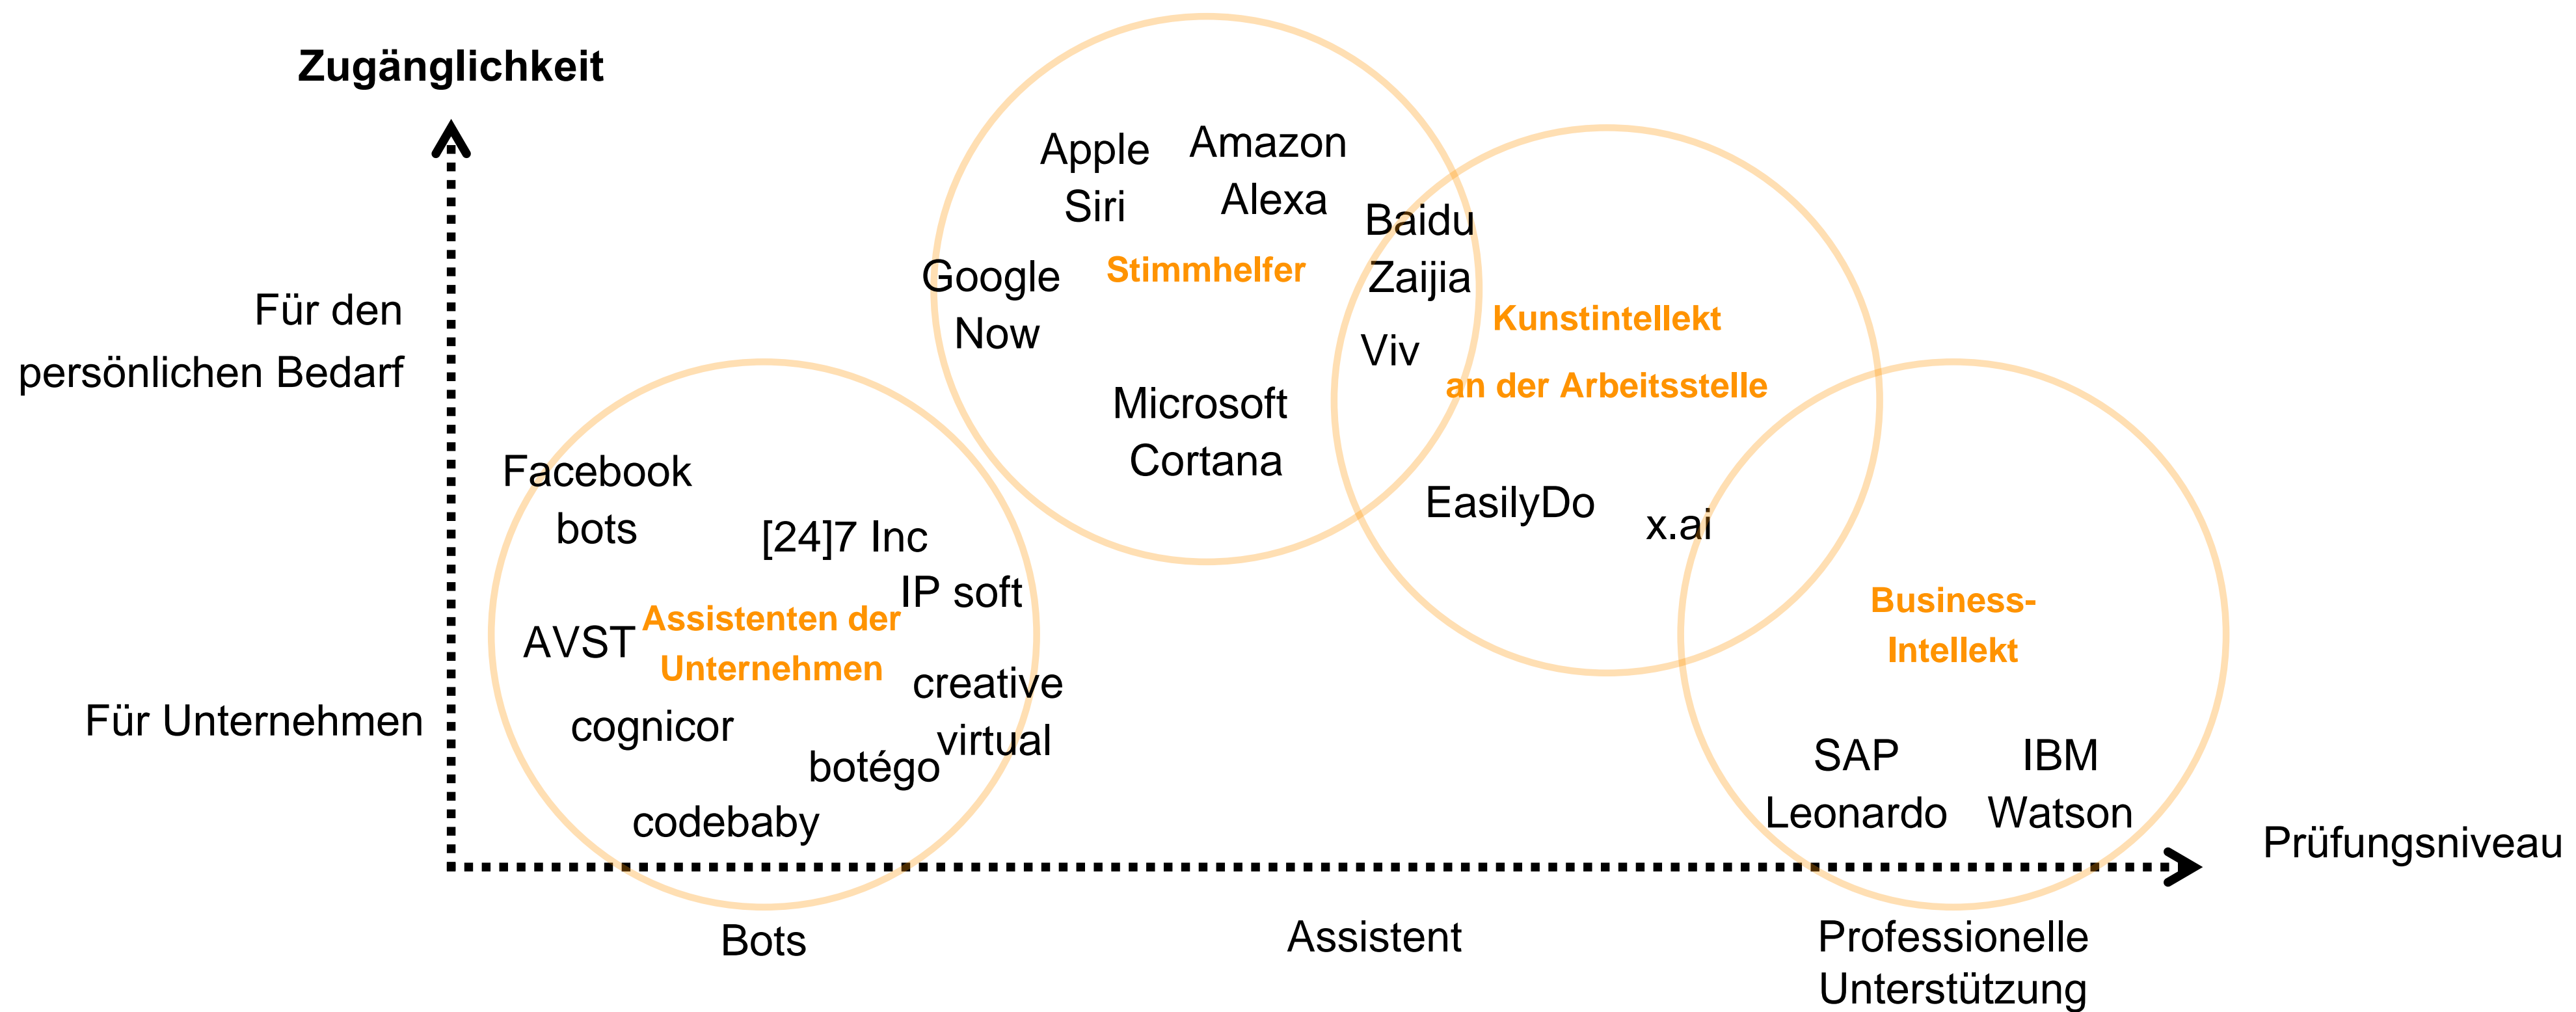 Zugänglichkeit
Für den
persönlichen Bedarf
Für Unternehmen
Apple
Siri
Amazon
Alexa
Google
Now
Stimmhelfer
Microsoft
Cortana
Baidu
Zaijia
Viv
Kunstintellekt
an der Arbeitsstelle
EasilyDo
x.ai
Facebook
bots
[24]7 Inc
IP soft
AVST
Assistenten der
Unternehmen
creative
virtual
cognicor
botégo
codebaby
Business-
Intellekt
SAP
Leonardo
IBM
Watson
Prüfungsniveau
Bots
Assistent
Professionelle
Unterstützung